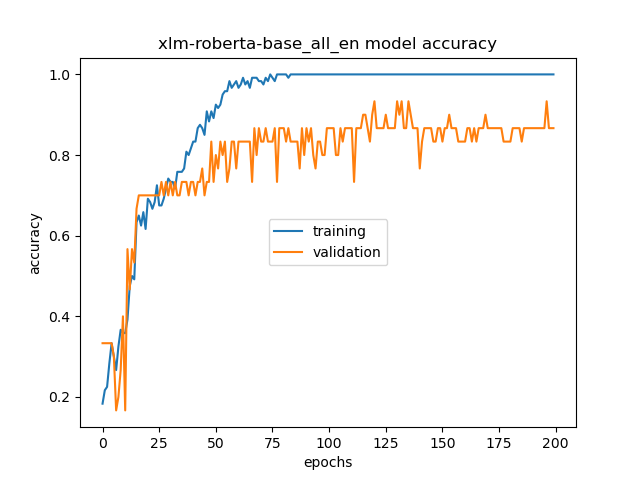 xlm-roberta-base_all_en model accuracy
1.0
0.8
0.6
0.4
0.2
accuracy
training
validation
0 25 50 75 100 125 150 175 200
epochs